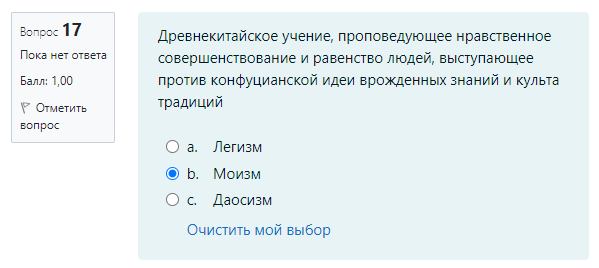 Вопрос 17
Пока нет ответа
Балл: 1,00
Отметить
вопрос
Древнекитайское учение, проповедующее нравственное
совершенствование и равенство людей, выступающее
против конфуцианской идеи врожденных знаний и культа
традиций
a. Легизм
b. Моизм
c. Даосизм
Очистить мой выбор